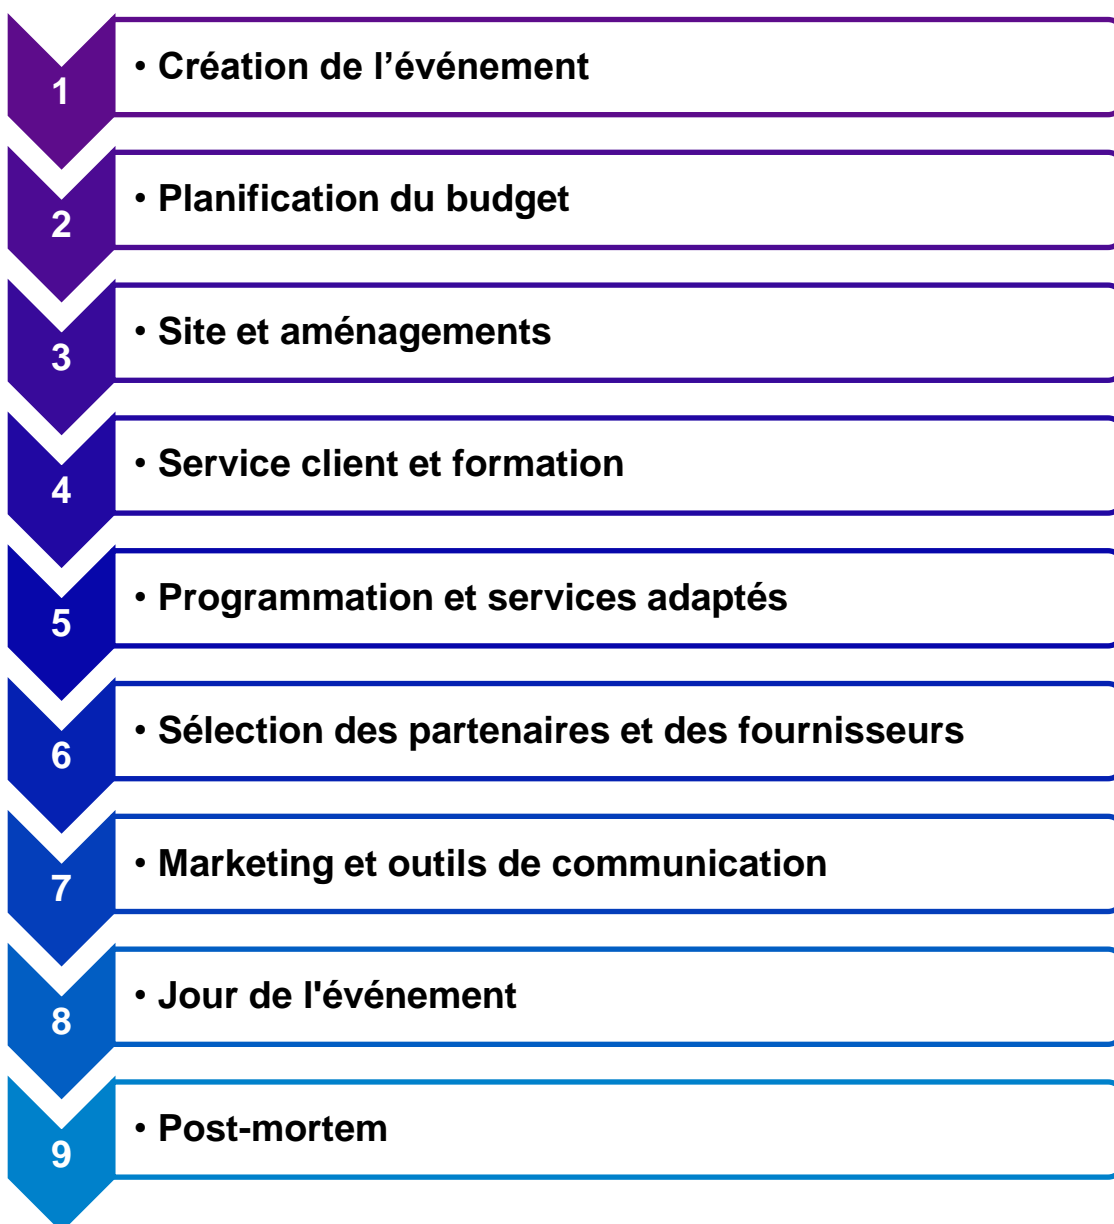 1
• Création de l’événement
2
• Planification du budget
3
• Site et aménagements
4
• Service client et formation
5
• Programmation et services adaptés
6
• Sélection des partenaires et des fournisseurs
7
• Marketing et outils de communication
8
• Jour de l'événement
9
• Post-mortem